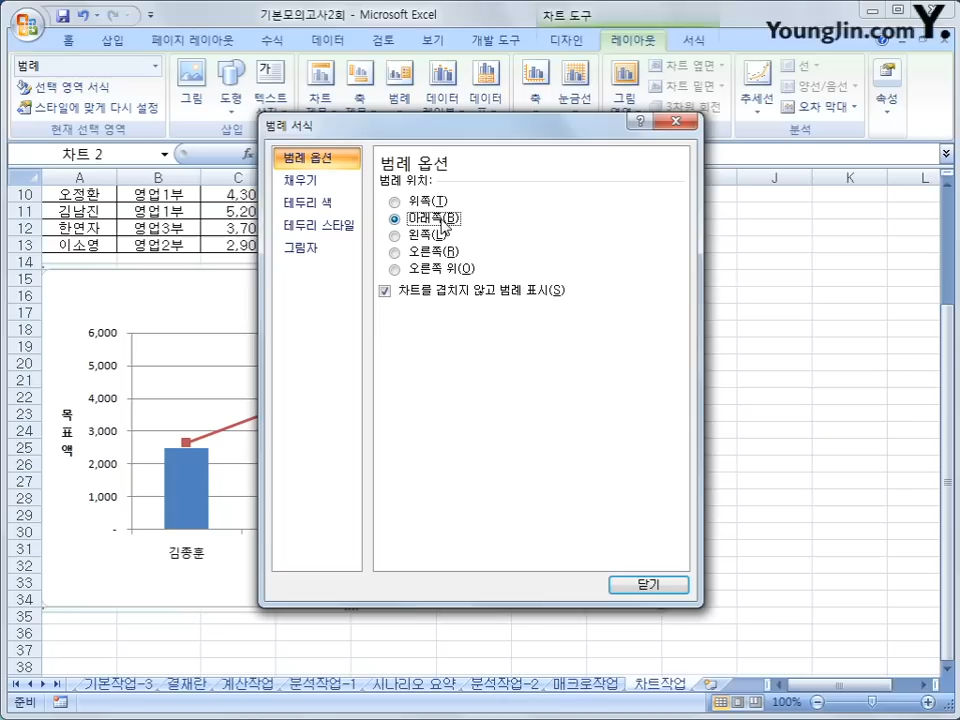 기본모의고사2회 - Microsoft Excel
차트 도구
YoungJin.com Y.
홈 삽입 페이지 레이아웃 수식 데이터 검토 보기 개발 도구 디자인 레이아웃 서식
범례
선택 영역 서식
스타일에 맞게 다시 설정
현재 선택 영역
그림 도형 텍스트
삽입
차트 축 범례 데이터 데이터
축 눈금선
그림
차트 옆면
차트 밑면
3차원 회전
추세선
선
양선/음선
오차 막대
분석
속성
차트 2
fx
A B C J K L
10 오정환 영업1부 4,30
11 김남진 영업1부 5,20
12 한연자 영업3부 3,70
13 이소영 영업2부 2,90
14
15
16
17
18
19
20
21
22
23
24
25
26
27
28
29
30
31
32
33
34
35
36
37
38
6,000
5,000
4,000
3,000
2,000
1,000
-
목표액
김종훈
범례 서식
범례 옵션
채우기
테두리 색
테두리 스타일
그림자
범례 옵션
범례 위치:
위쪽(T)
아래쪽(B)
왼쪽(L)
오른쪽(R)
오른쪽 위(O)
차트를 겹치지 않고 범례 표시(S)
닫기
기본작업-3 결재란 계산작업 분석작업-1 시나리오 요약 분석작업-2 매크로작업 차트작업
준비
100%